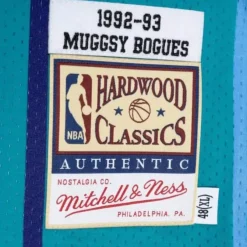 1992-93
MUGGSY BOGUES
HARDWOOD
NBA
CLASSICS
AUTHENTIC
NOSTALGIA CO.
Mitchell & Ness
PHILADELPHIA, PA.
48(XL)